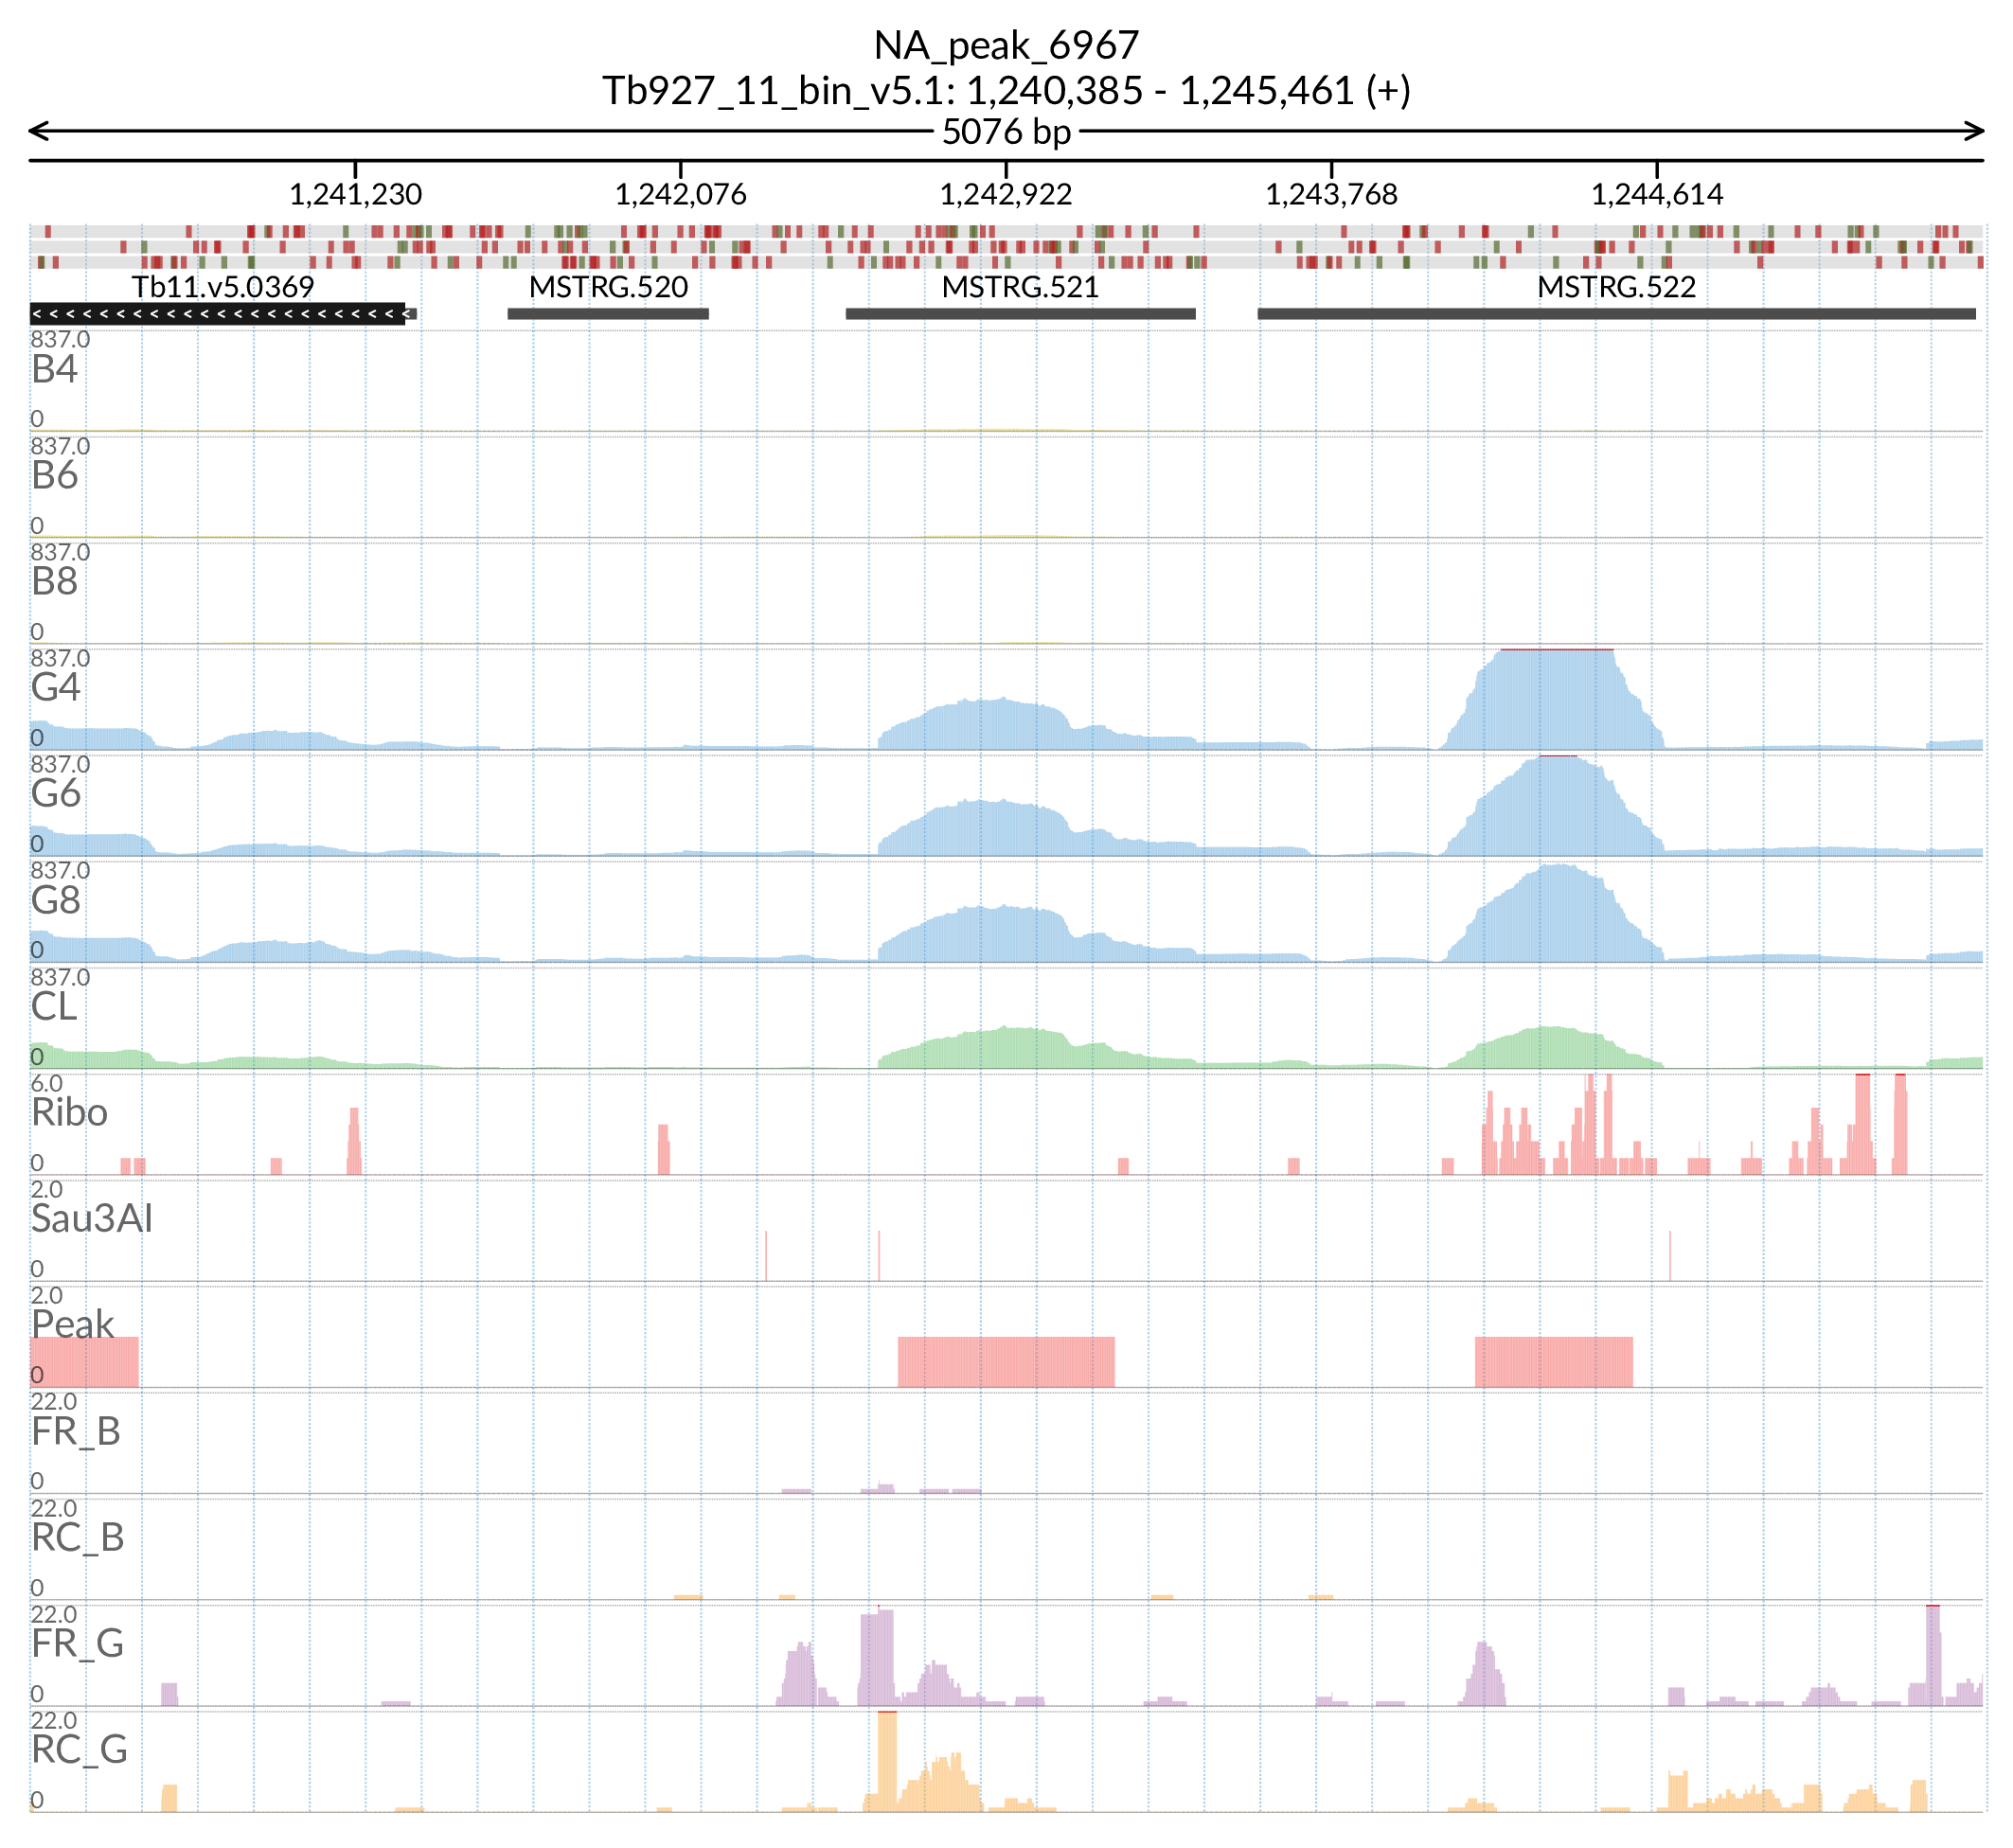 NA_peak_6967
Tb927_11_bin_v5.1: 1,240,385 - 1,245,461 (+)
5076 bp
1,241,230 1,242,076 1,242,922 1,243,768 1,244,614
Tb11.v5.0369 MSTRG.520 MSTRG.521 MSTRG.522
837.0
B4
0
837.0
B6
0
837.0
B8
0
837.0
G4
0
837.0
G6
0
837.0
G8
0
837.0
CL
0
6.0
Ribo
0
2.0
Sau3AI
0
2.0
Peak
0
22.0
FR_B
0
22.0
RC_B
0
22.0
FR_G
0
22.0
RC_G
0